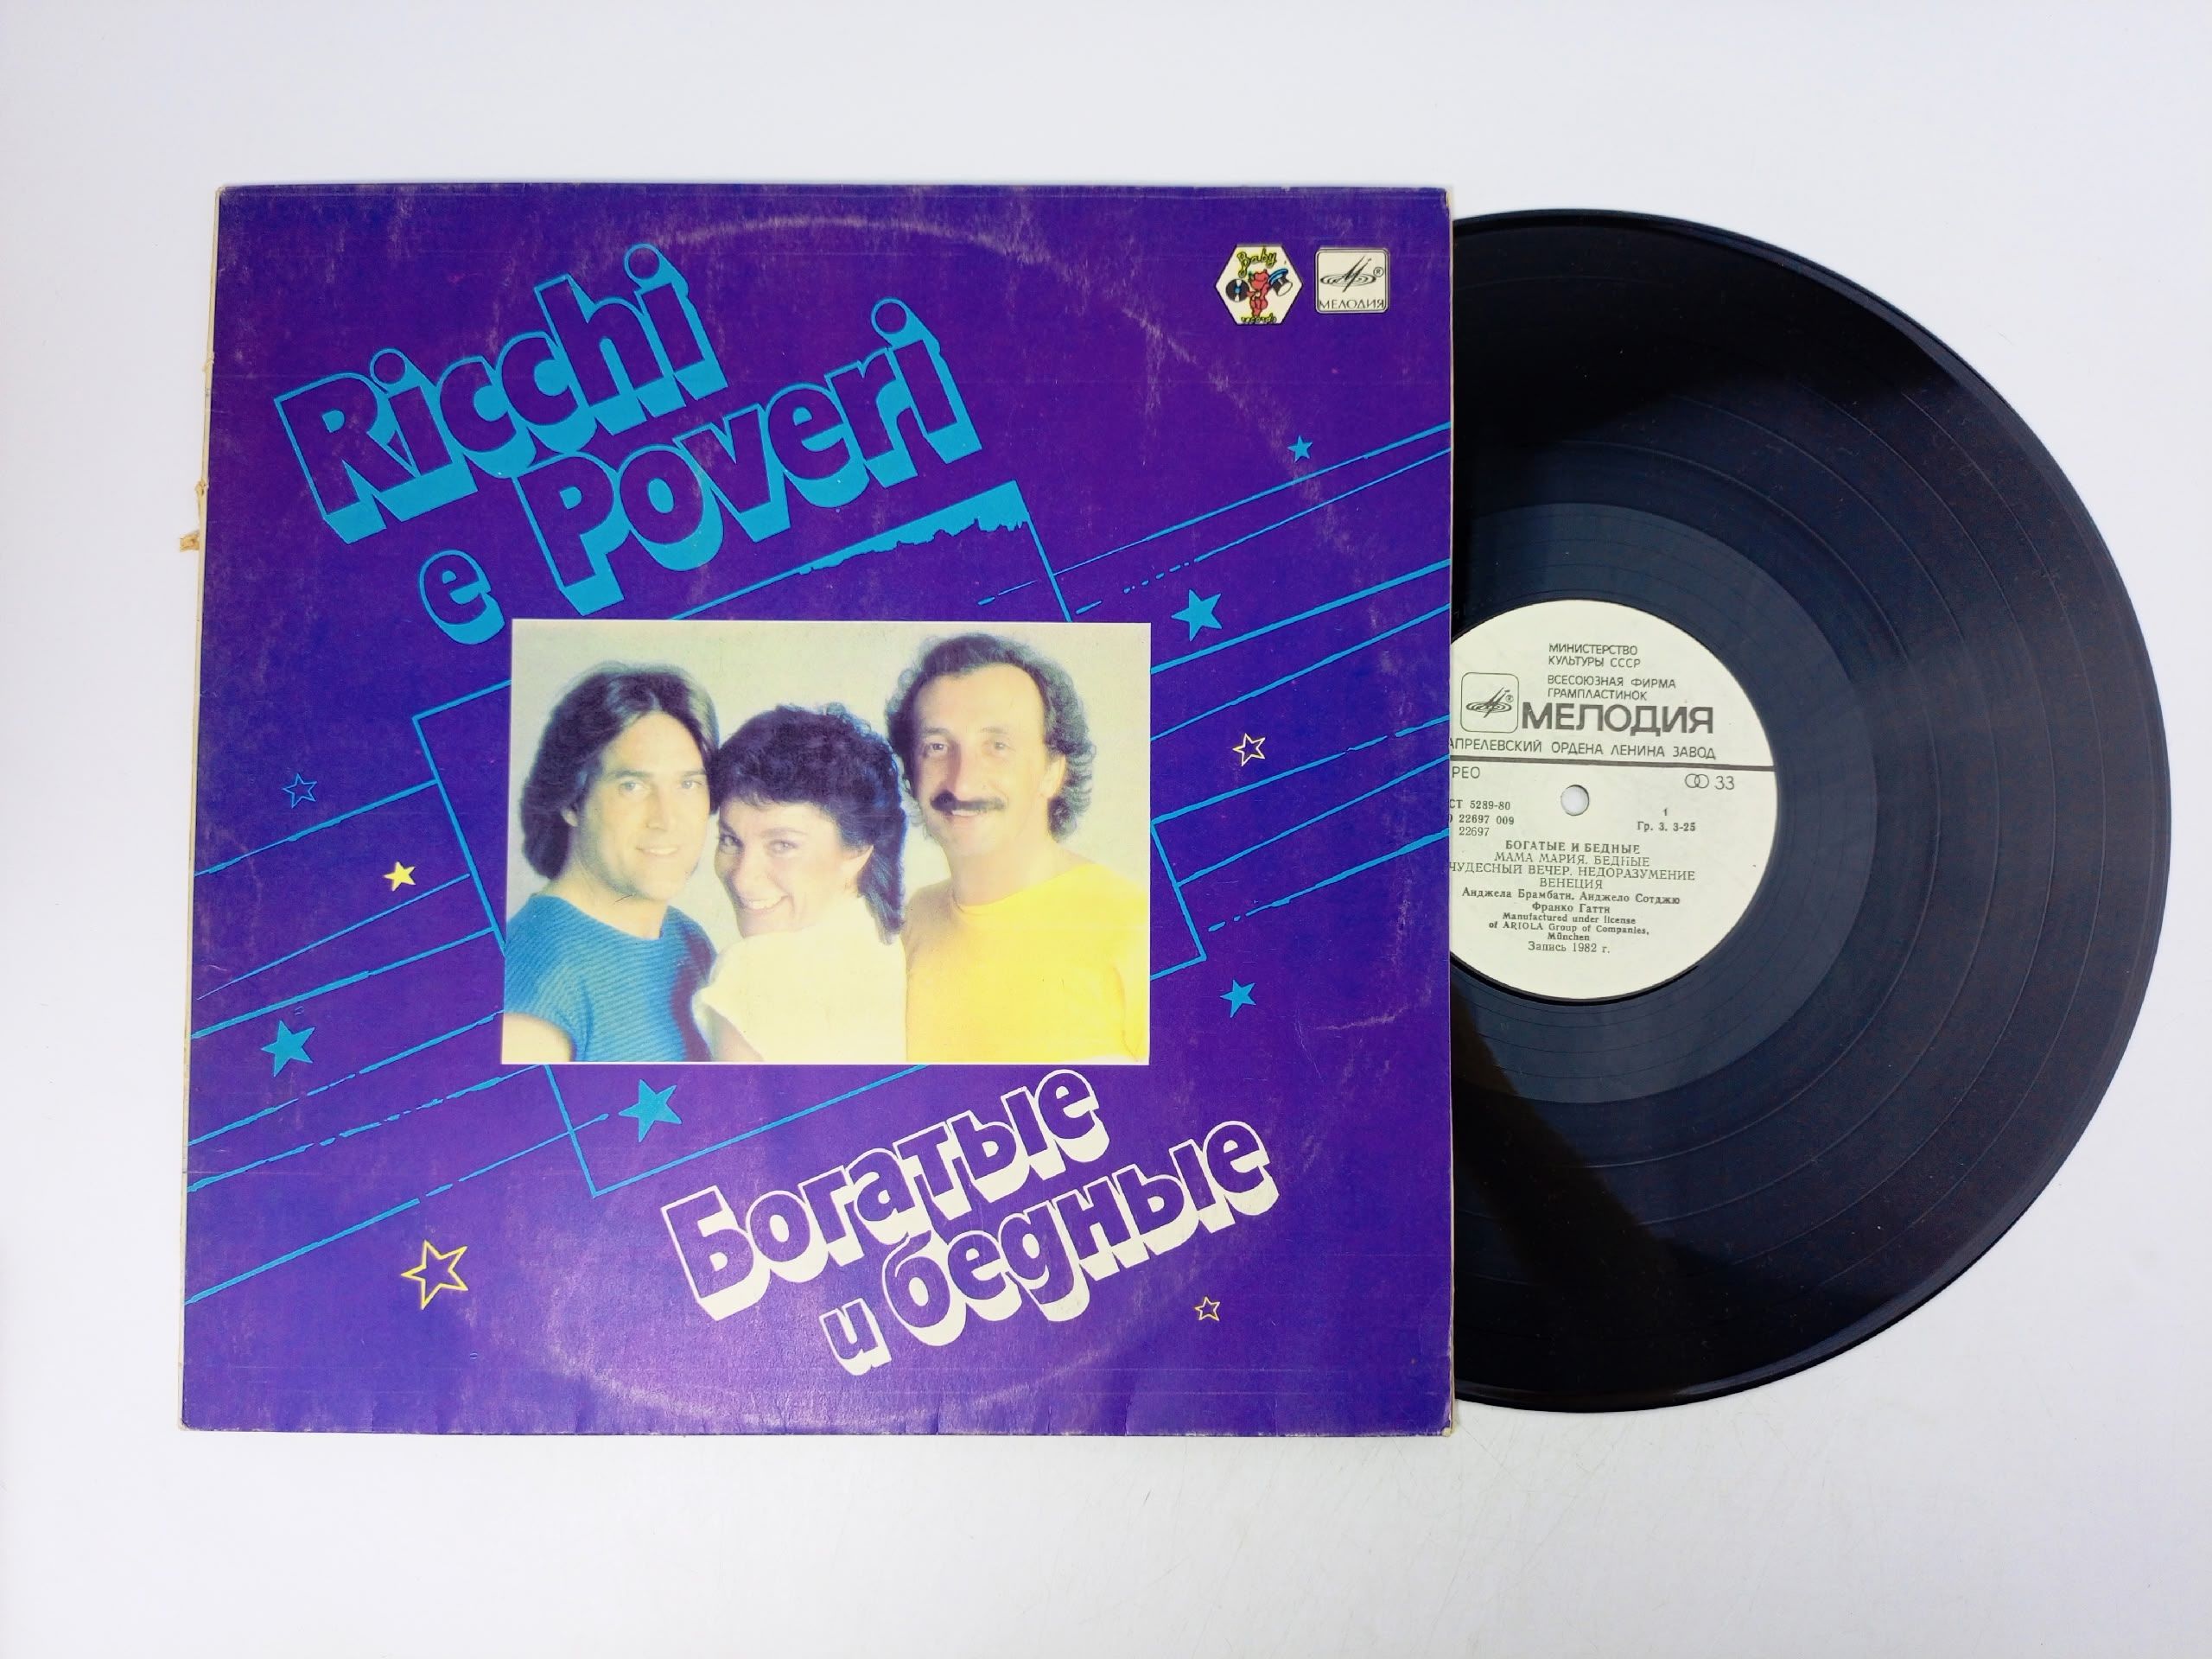 Ricchi
e Poveri
Baby
records
МЕЛОДИЯ
Богатые
и бедные
МИНИСТЕРСТВО
КУЛЬТУРЫ СССР
ВСЕСОЮЗНАЯ ФИРМА
ГРАМПЛАСТИНОК
МЕЛОДИЯ
АПРЕЛЕВСКИЙ ОРДЕНА ЛЕНИНА ЗАВОД
РЕО 33
СТ 5289-80
22697 009 1
22697 Гр. 3. 3-25
БОГАТЫЕ И БЕДНЫЕ
МАМА МАРИЯ. БЕДНЫЕ
ЧУДЕСНЫЙ ВЕЧЕР. НЕДОРАЗУМЕНИЕ
ВЕНЕЦИЯ
Анджела Брамбати, Анджело Сотджю
Франко Гатти
Manufactured under license
of ARIOLA Group of Companies,
München
Запись 1982 г.